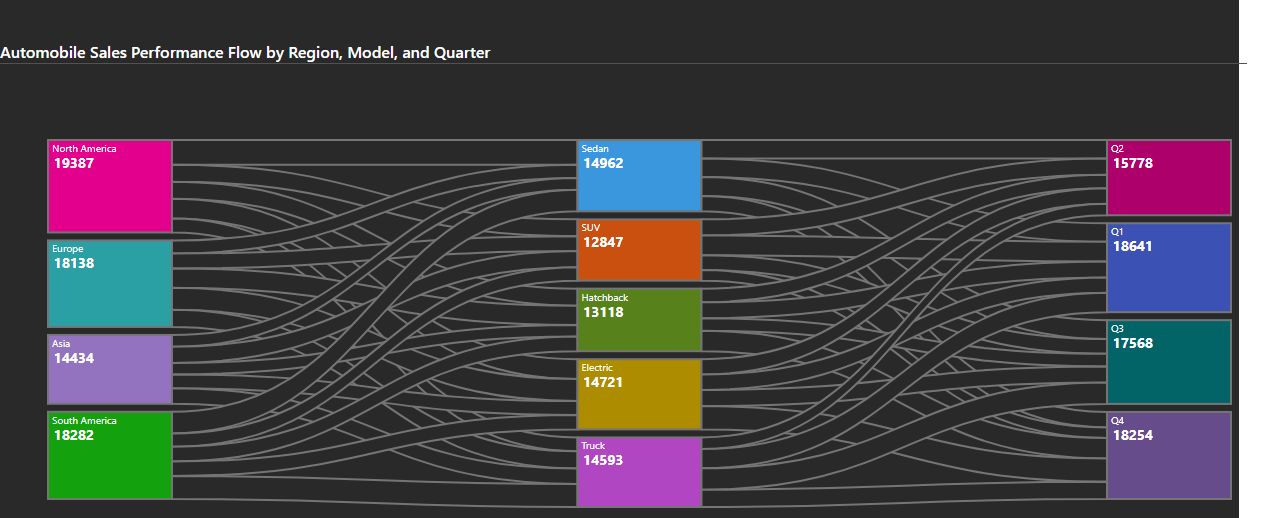 Automobile Sales Performance Flow by Region, Model, and Quarter
North America
19387
Europe
18138
Asia
14434
South America
18282
Sedan
14962
SUV
12847
Hatchback
13118
Electric
14721
Truck
14593
Q2
15778
Q1
18641
Q3
17568
Q4
18254